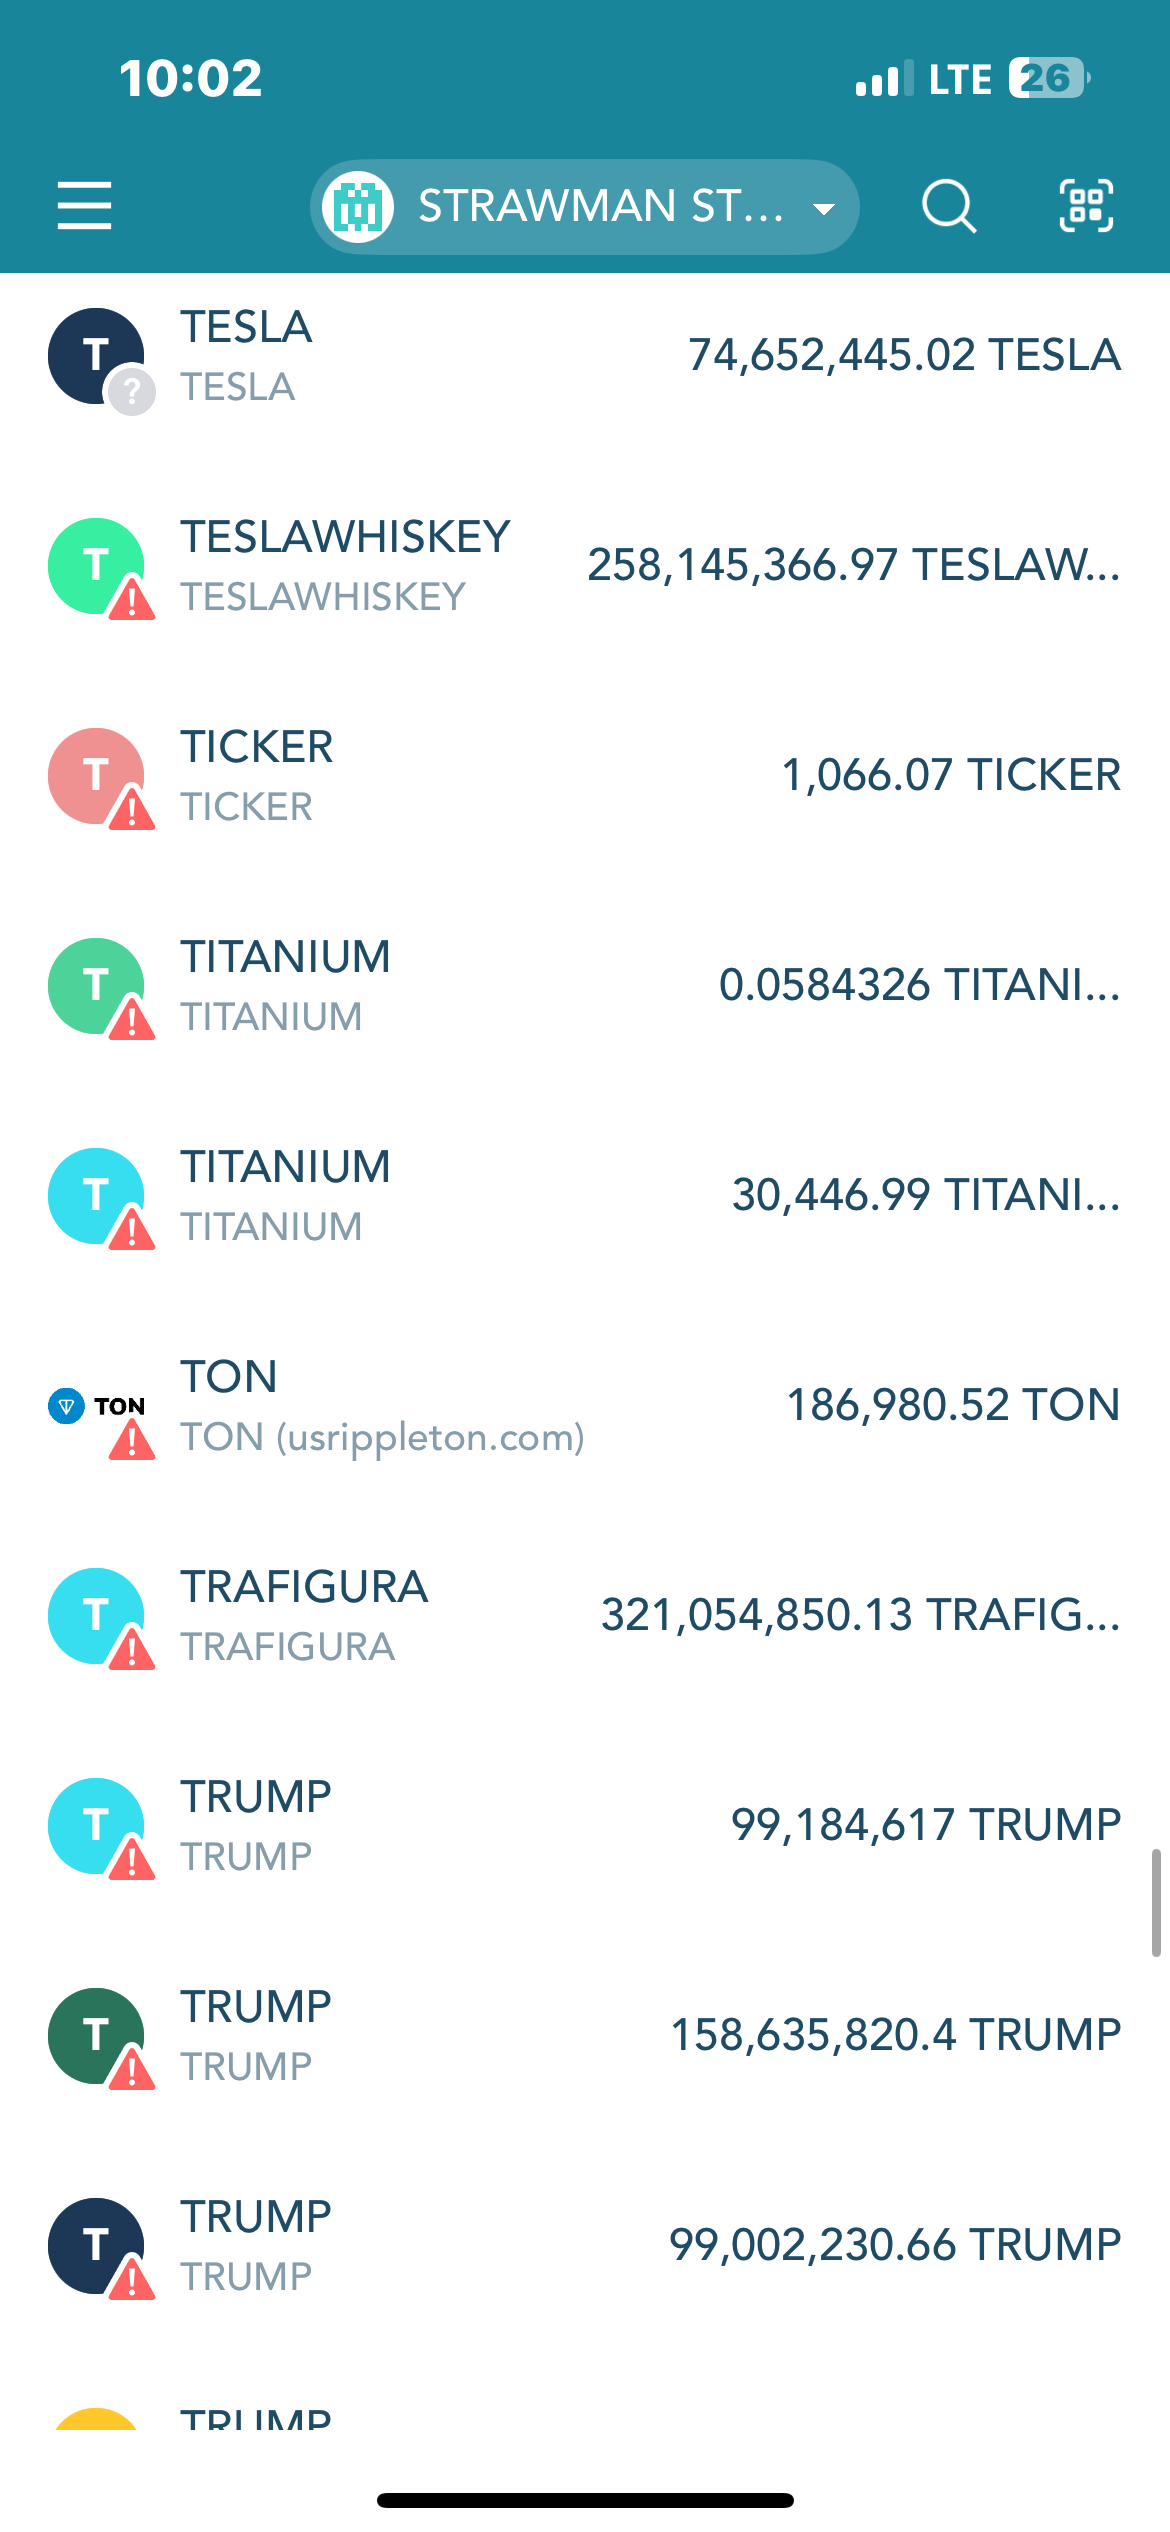 10:02
LTE 26
STRAWMAN ST...
T
TESLA
TESLA
74,652,445.02 TESLA
?
T
TESLAWHISKEY
TESLAWHISKEY
258,145,366.97 TESLAW...
!
T
TICKER
TICKER
1,066.07 TICKER
!
T
TITANIUM
TITANIUM
0.0584326 TITANI...
!
T
TITANIUM
TITANIUM
30,446.99 TITANI...
!
TON
TON
TON (usrippleton.com)
186,980.52 TON
!
T
TRAFIGURA
TRAFIGURA
321,054,850.13 TRAFIG...
!
T
TRUMP
TRUMP
99,184,617 TRUMP
!
T
TRUMP
TRUMP
158,635,820.4 TRUMP
!
T
TRUMP
TRUMP
99,002,230.66 TRUMP
!
TRUMP